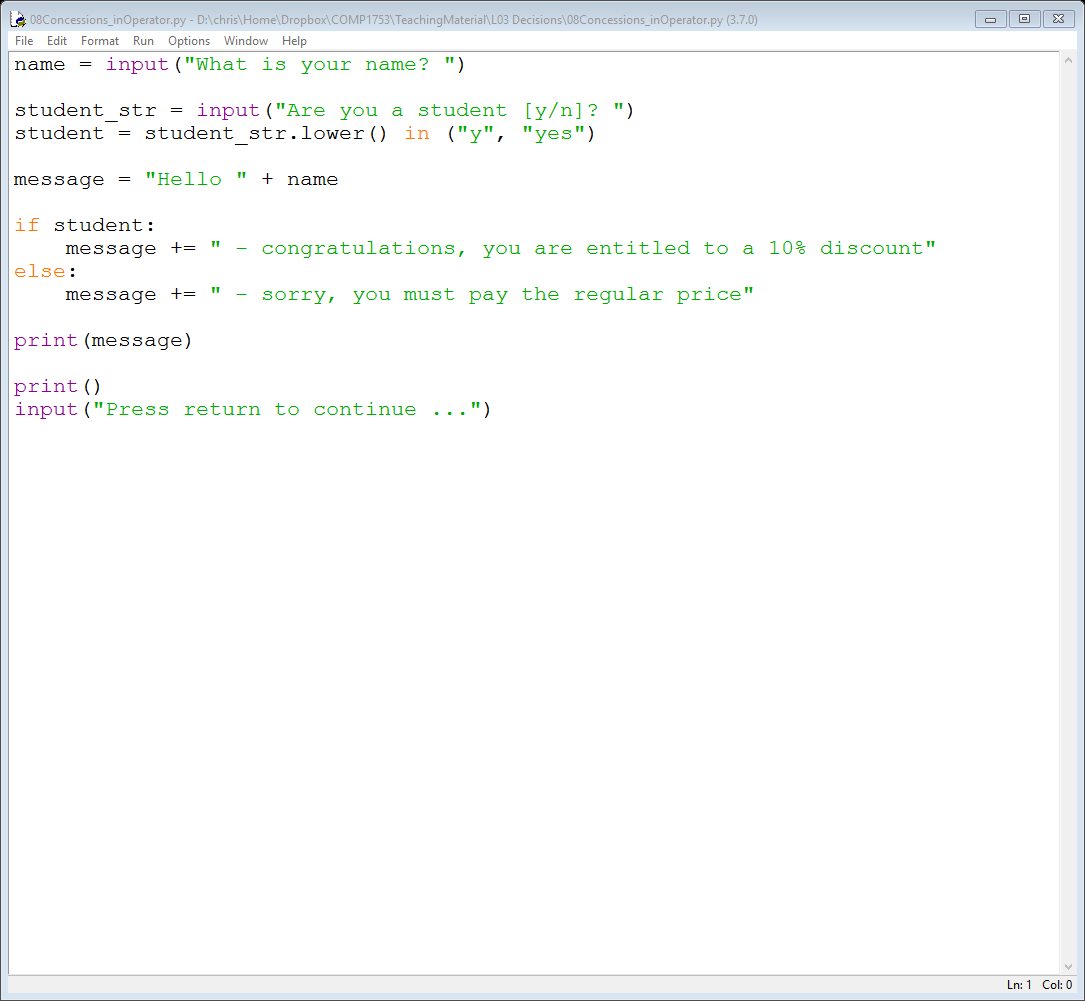 08Concessions_inOperator.py - D:\chris\Home\Dropbox\COMP1753\TeachingMaterial\L03 Decisions\08Concessions_inOperator.py (3.7.0)
File Edit Format Run Options Window Help
name = input("What is your name? ")
student_str = input("Are you a student [y/n]? ")
student = student_str.lower() in ("y", "yes")
message = "Hello " + name
if student:
    message += " - congratulations, you are entitled to a 10% discount"
else:
    message += " - sorry, you must pay the regular price"
print(message)
print()
input("Press return to continue ...")
Ln: 1 Col: 0